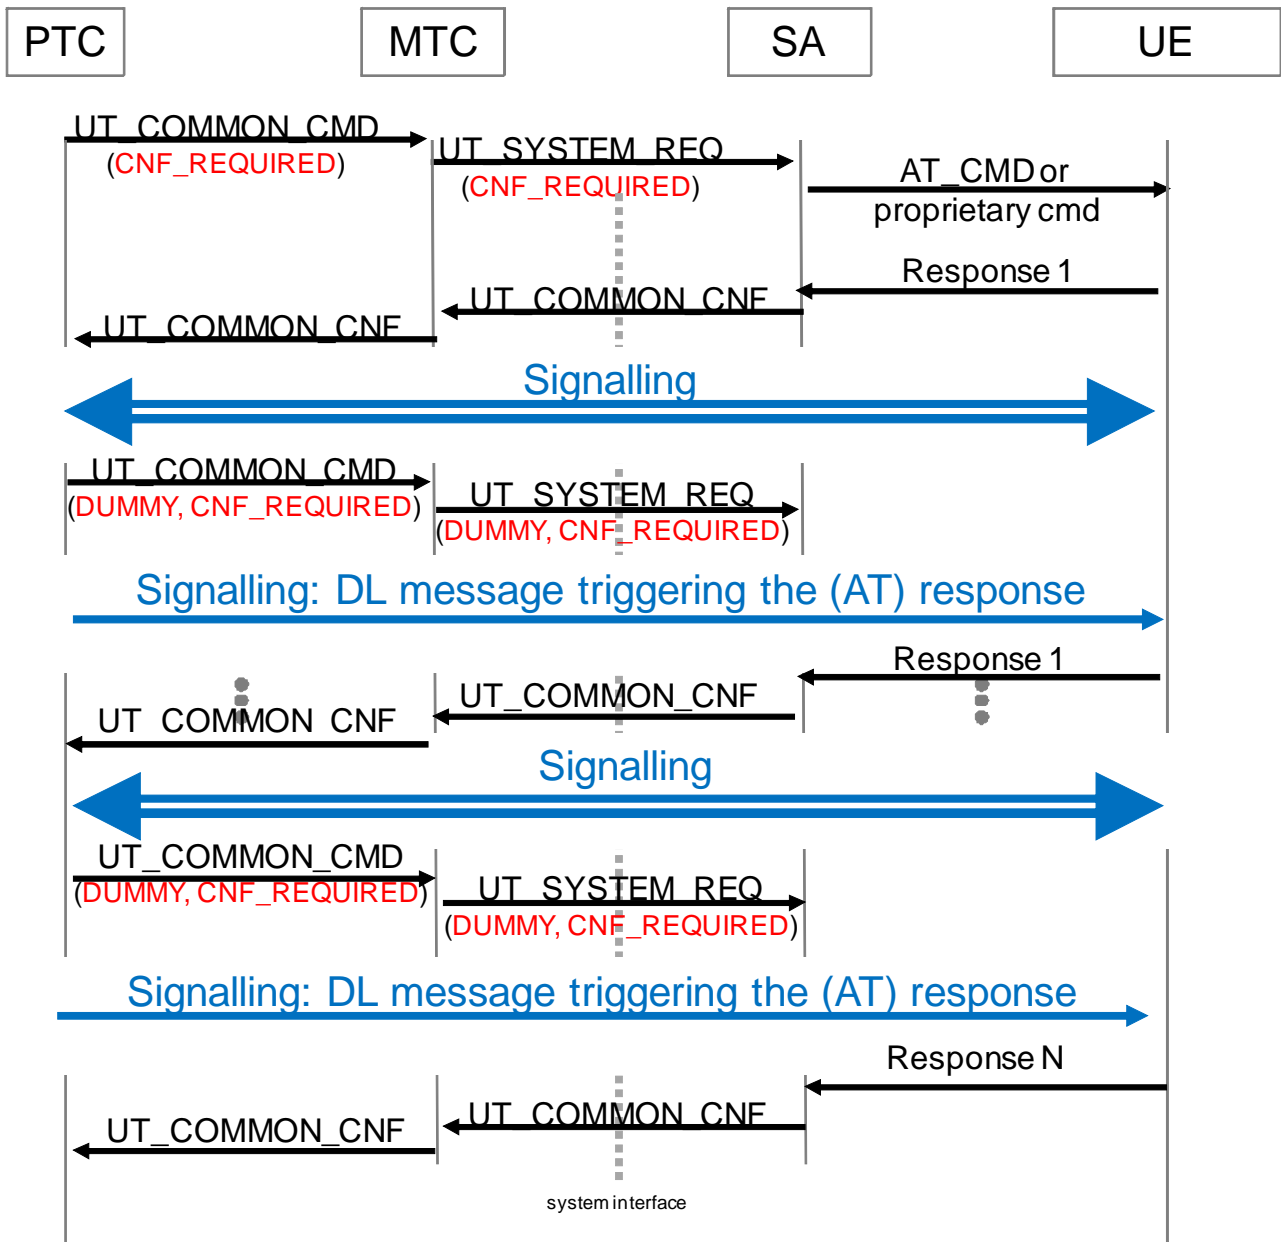 PTC
MTC
SA
UE
UT_COMMON_CMD
(CNF_REQUIRED)
UT_SYSTEM_REQ
(CNF_REQUIRED)
AT_CMD or
proprietary cmd
Response 1
UT_COMMON_CNF
UT_COMMON_CNF
Signalling
UT_COMMON_CMD
(DUMMY, CNF_REQUIRED)
UT_SYSTEM_REQ
(DUMMY, CNF_REQUIRED)
Signalling: DL message triggering the (AT) response
Response 1
UT_COMMON_CNF
UT_COMMON_CNF
Signalling
UT_COMMON_CMD
(DUMMY, CNF_REQUIRED)
UT_SYSTEM_REQ
(DUMMY, CNF_REQUIRED)
Signalling: DL message triggering the (AT) response
Response N
UT_COMMON_CNF
UT_COMMON_CNF
system interface